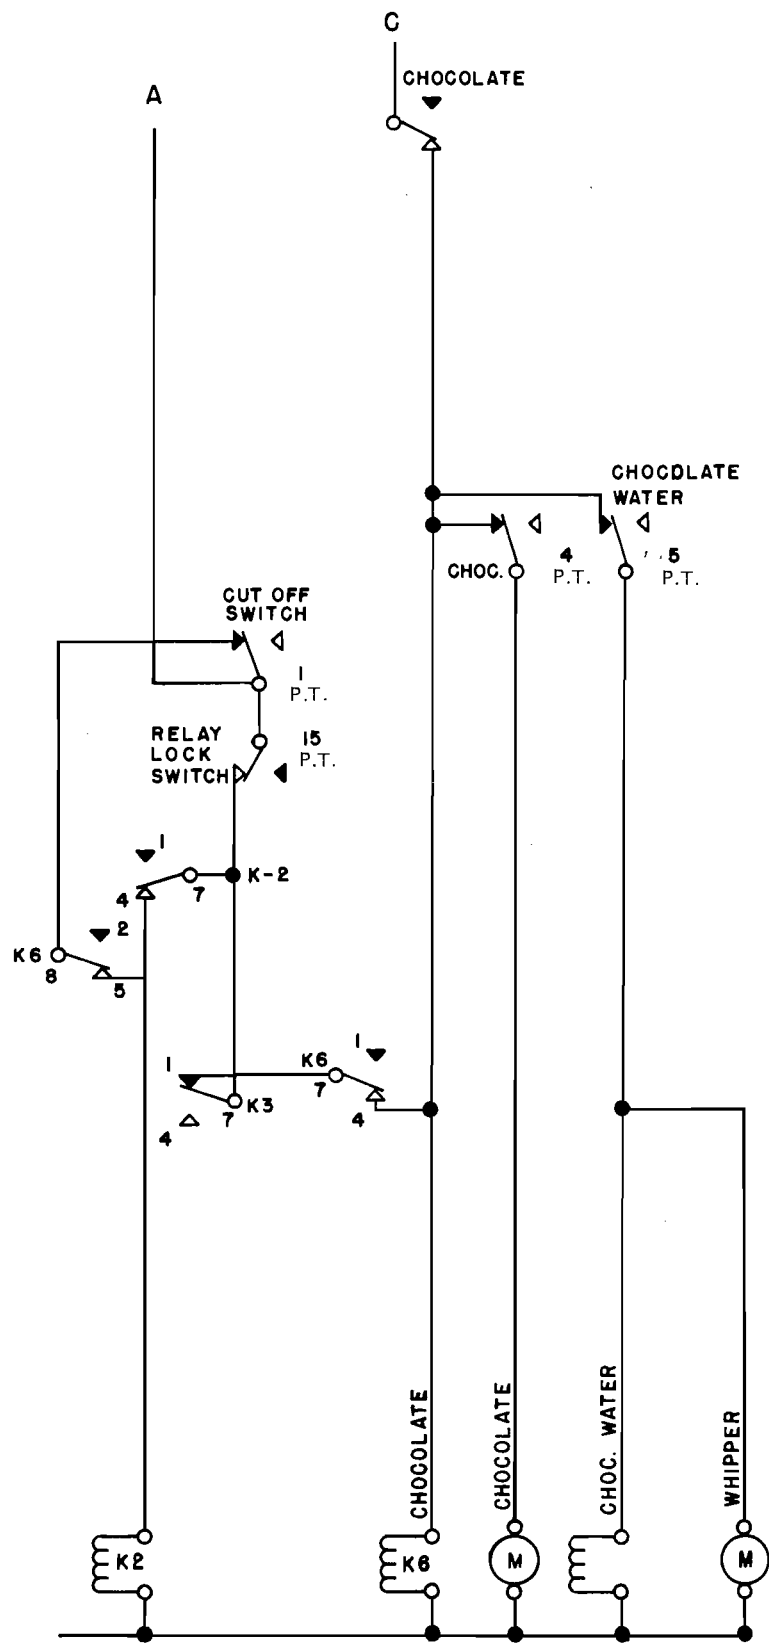 C
CHOCOLATE
A
CHOCOLATE
WATER
CHOC.
4
P.T.
5
P.T.
CUT OFF
SWITCH
1
P.T.
RELAY
LOCK
SWITCH
15
P.T.
1
4
7
K-2
2
K6
8
5
1
K6
7
1
4
7
K3
4
CHOCOLATE
CHOCOLATE
CHOC. WATER
WHIPPER
K2
K6
M
M